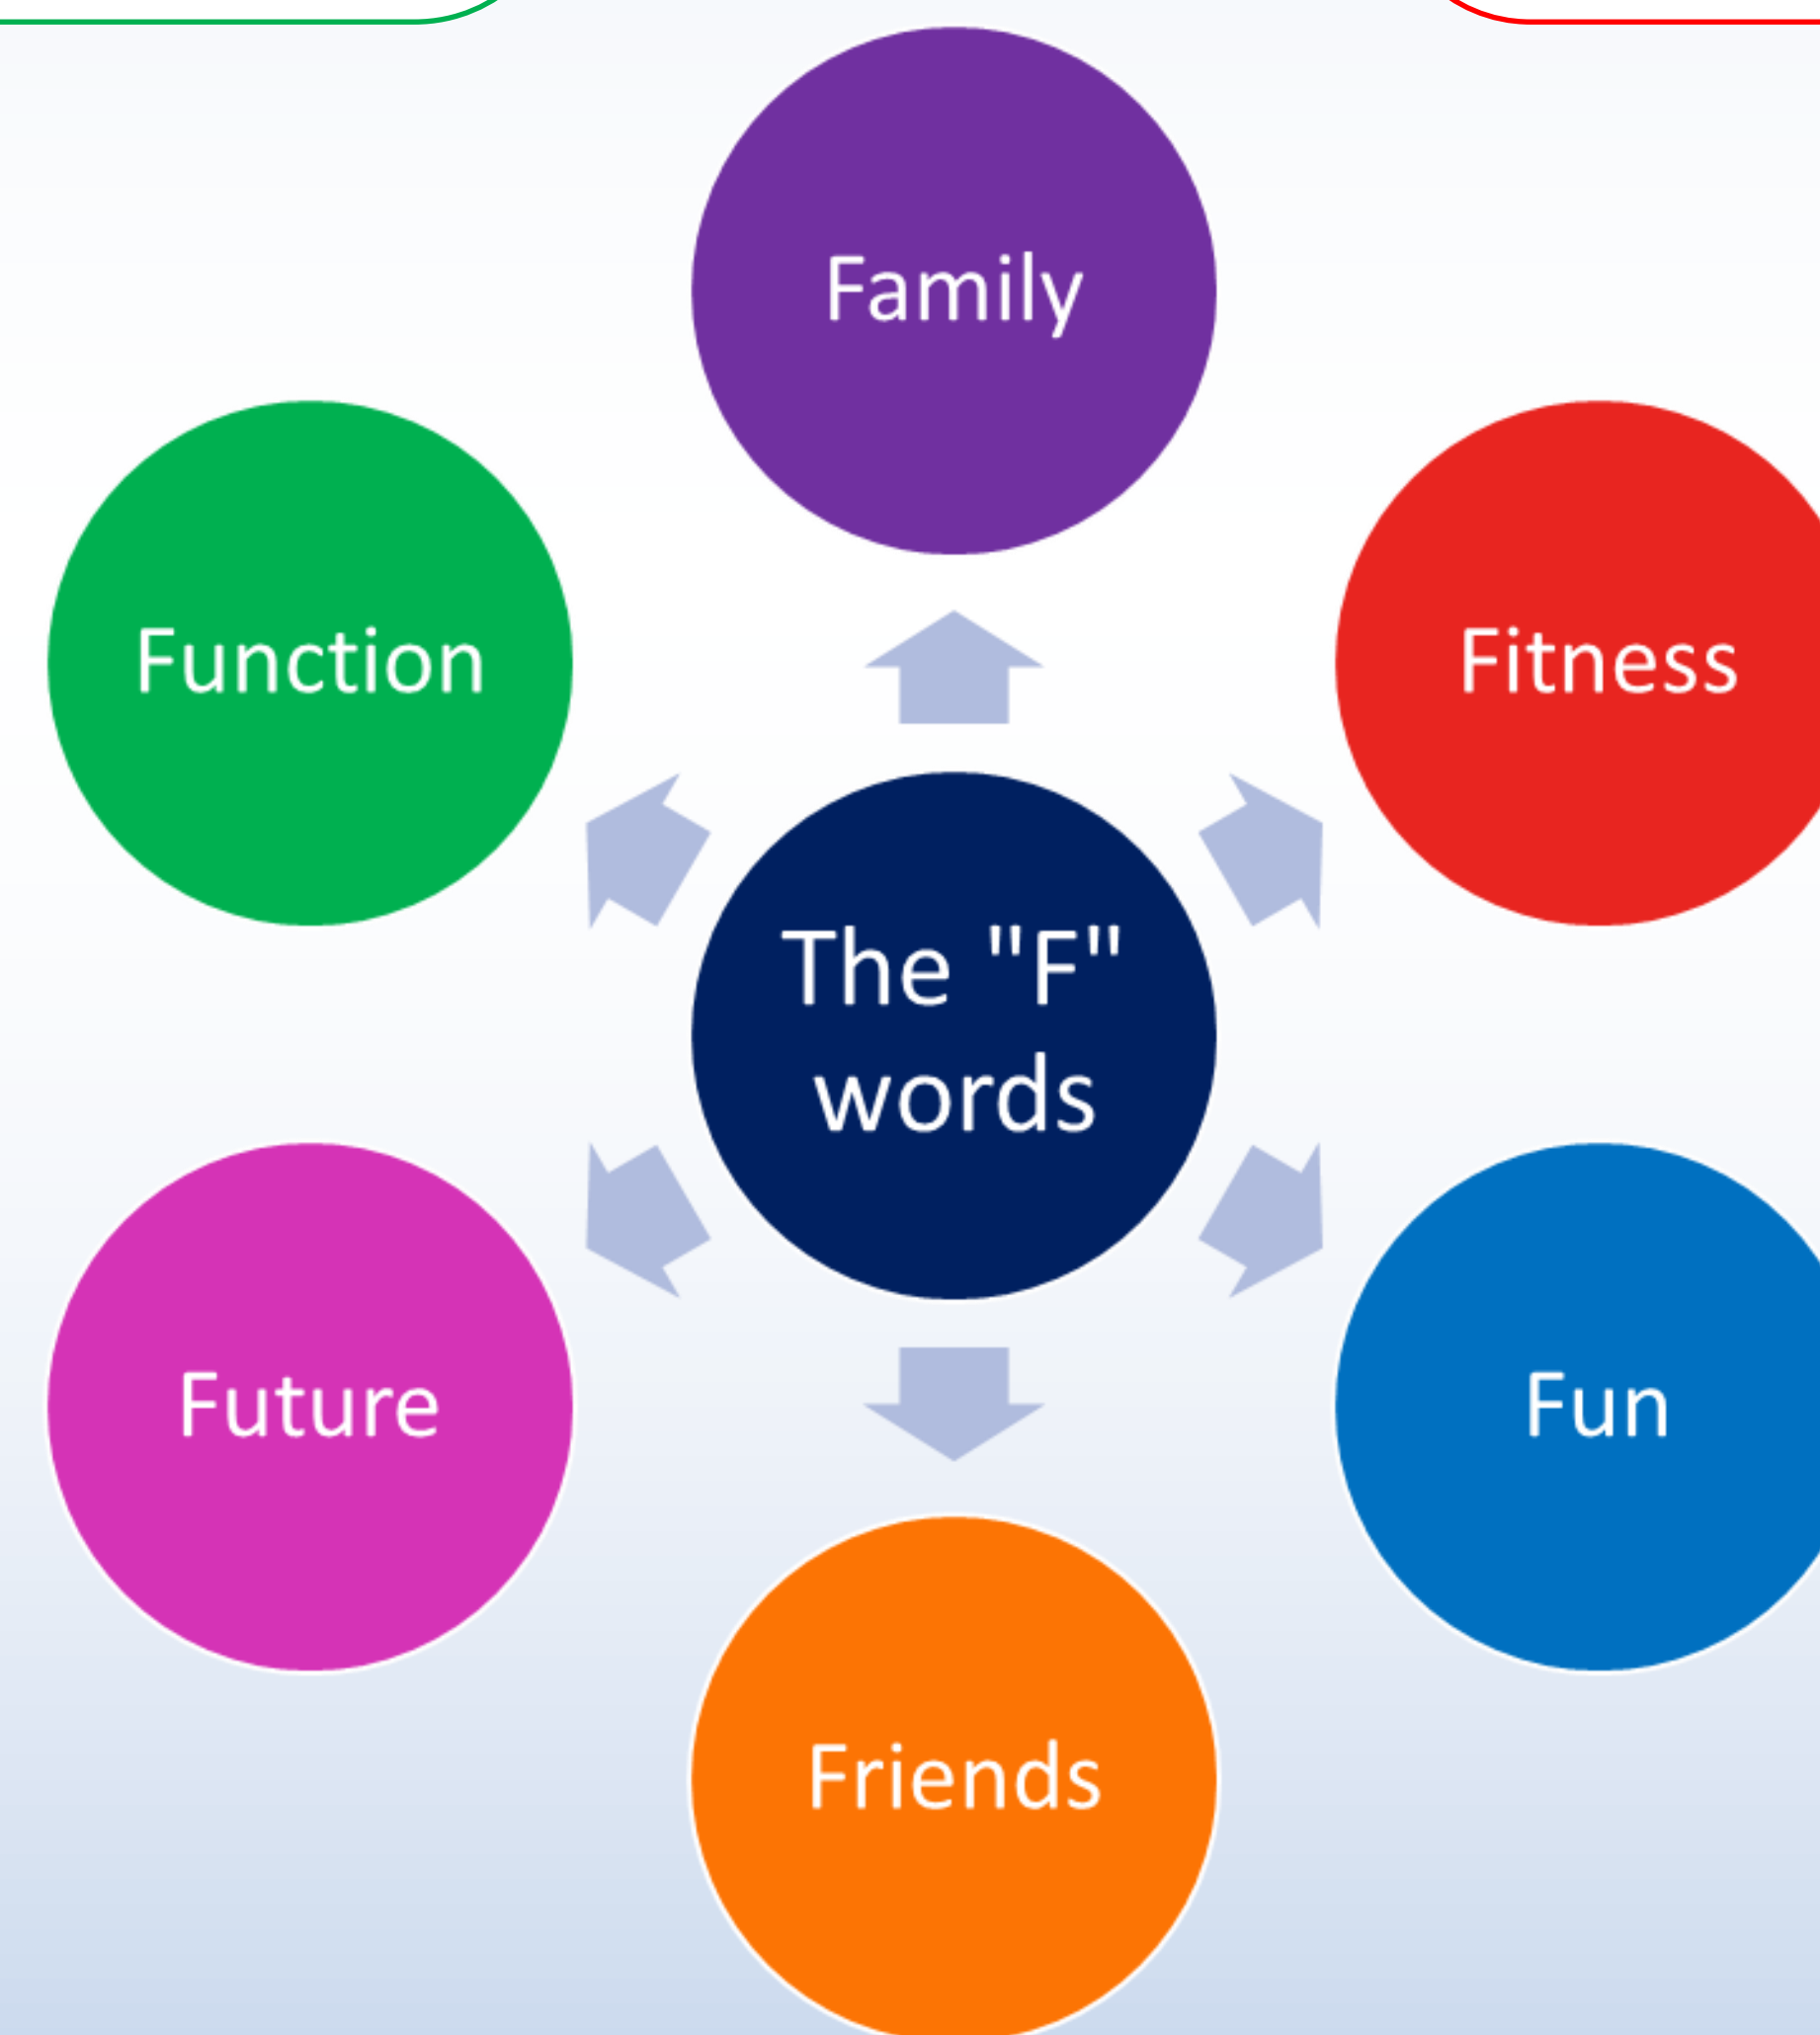 Family
Function
Fitness
The "F"
words
Future
Fun
Friends